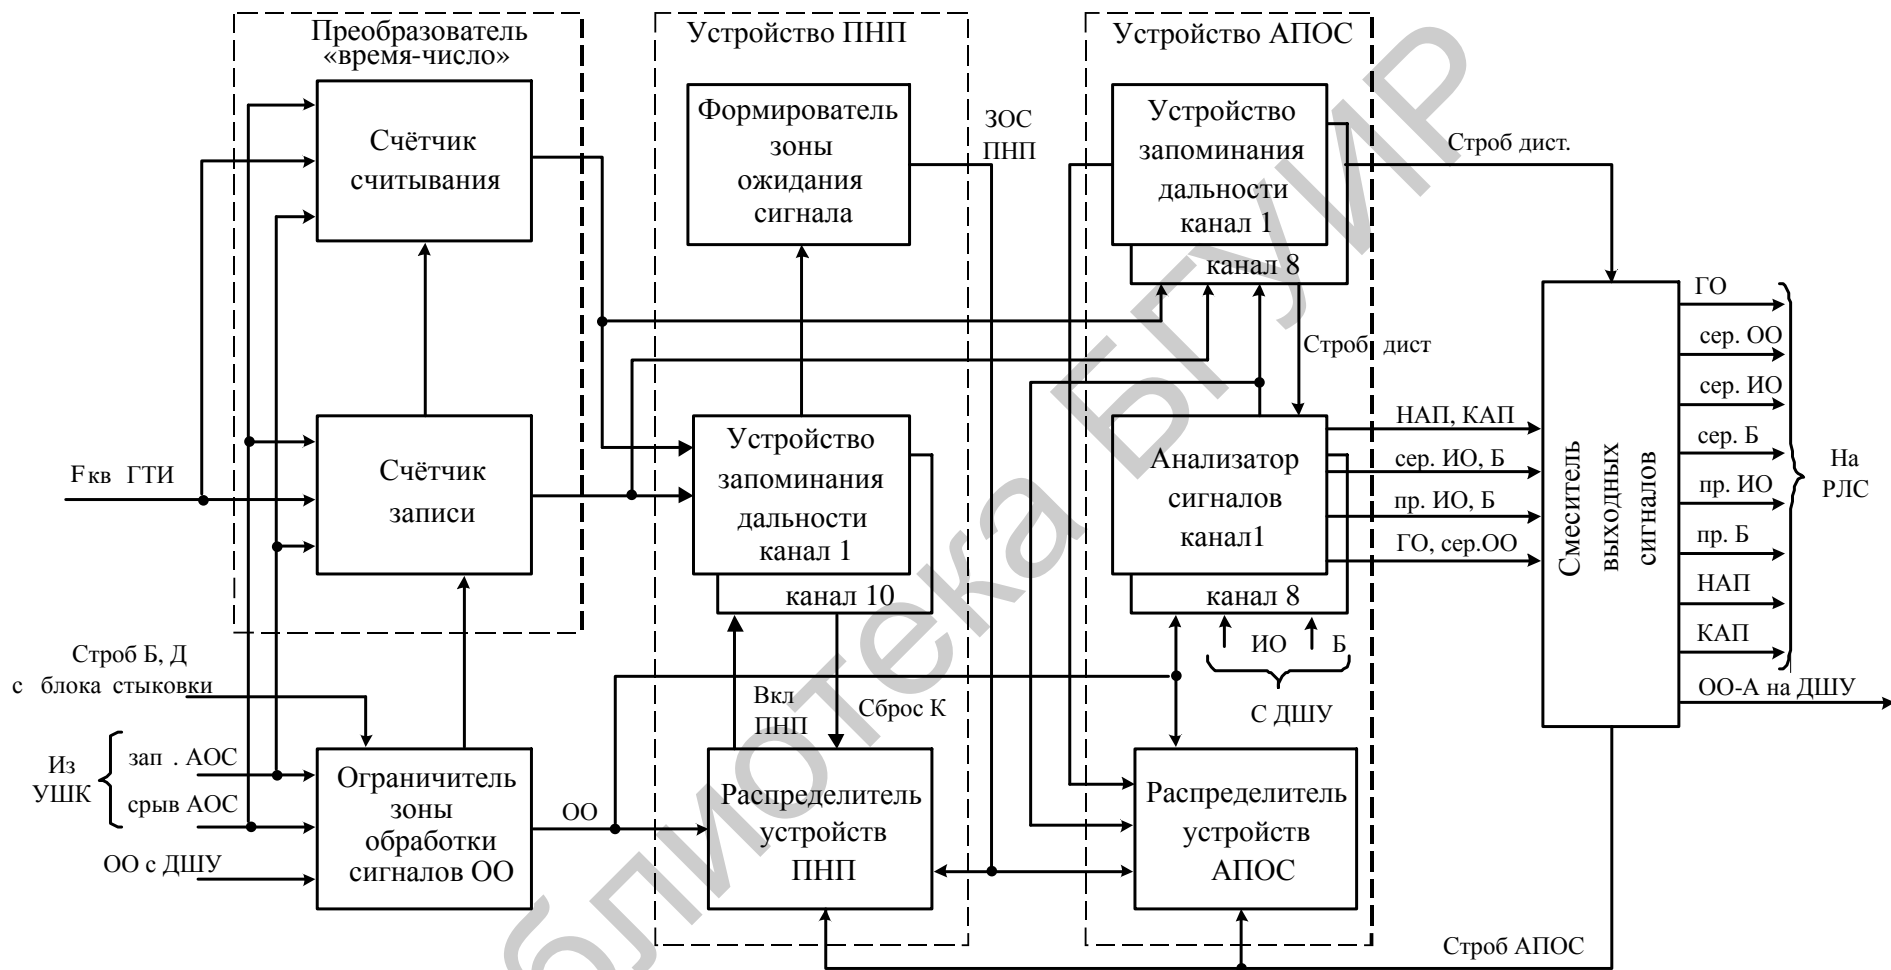 Преобразователь
«время-число»
Устройство ПНП
Устройство АПОС
Счётчик
считывания
Формирователь
зоны
ожидания
сигнала
ЗОС
ПНП
Устройство
запоминания
дальности
канал 1
канал 8
Строб дист.
Строб дист
Fкв ГТИ
Счётчик
записи
Устройство
запоминания
дальности
канал 1
канал 10
Анализатор
сигналов
канал1
канал 8
НАП, КАП
сер. ИО, Б
пр. ИО, Б
ГО, сер.ОО
Смеситель
выходных
сигналов
ГО
сер. ОО
сер. ИО
сер. Б
пр. ИО
пр. Б
НАП
КАП
На
РЛС
ОО-А на ДШУ
Строб Б, Д
с блока стыковки
Из
УШК
зап . АОС
срыв АОС
ОО с ДШУ
Ограничитель
зоны
обработки
сигналов ОО
ОО
Вкл
ПНП
Сброс К
ИО Б
С ДШУ
Распределитель
устройств
ПНП
Распределитель
устройств
АПОС
Строб АПОС
блиотека БГУИР